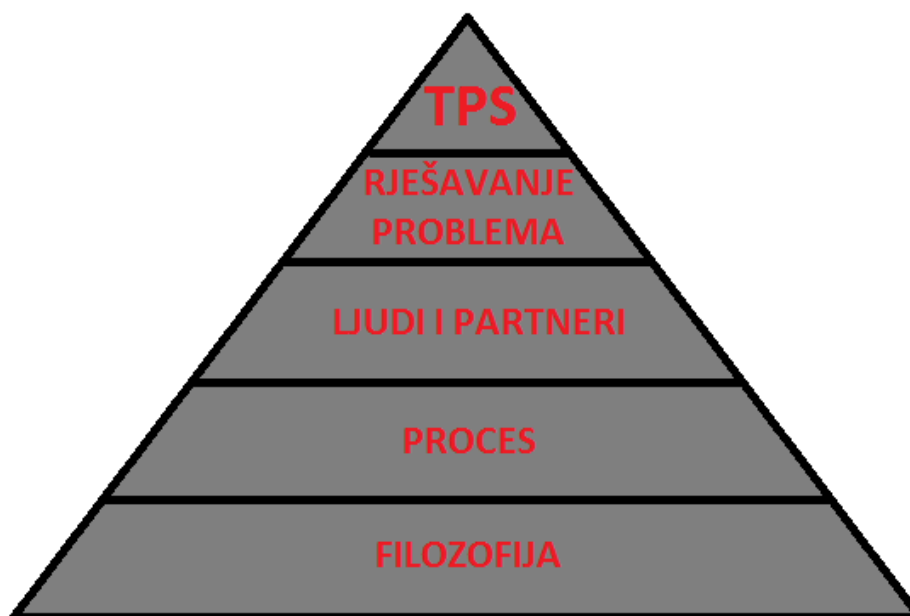 TPS
RJEŠAVANJE
PROBLEMA
LJUDI I PARTNERI
PROCES
FILOZOFIJA